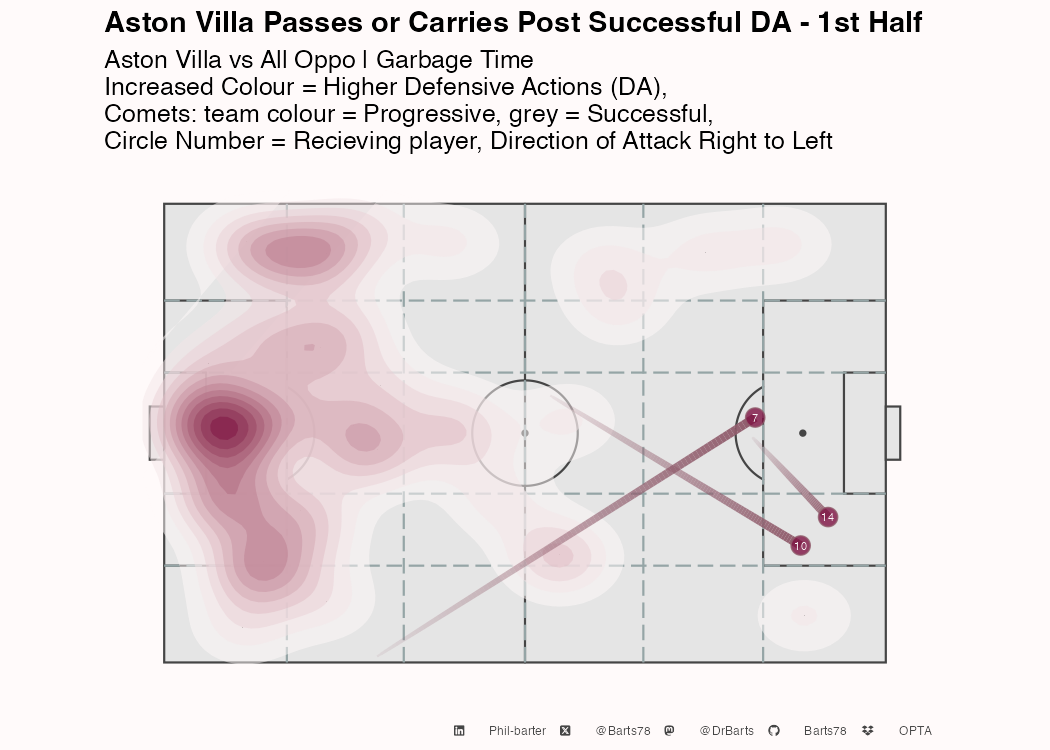 Aston Villa Passes or Carries Post Successful DA - 1st Half
Aston Villa vs All Oppo | Garbage Time
Increased Colour = Higher Defensive Actions (DA),
Comets: team colour = Progressive, grey = Successful,
Circle Number = Recieving player, Direction of Attack Right to Left
7
14
10
Phil-barter @Barts78 @DrBarts Barts78 OPTA